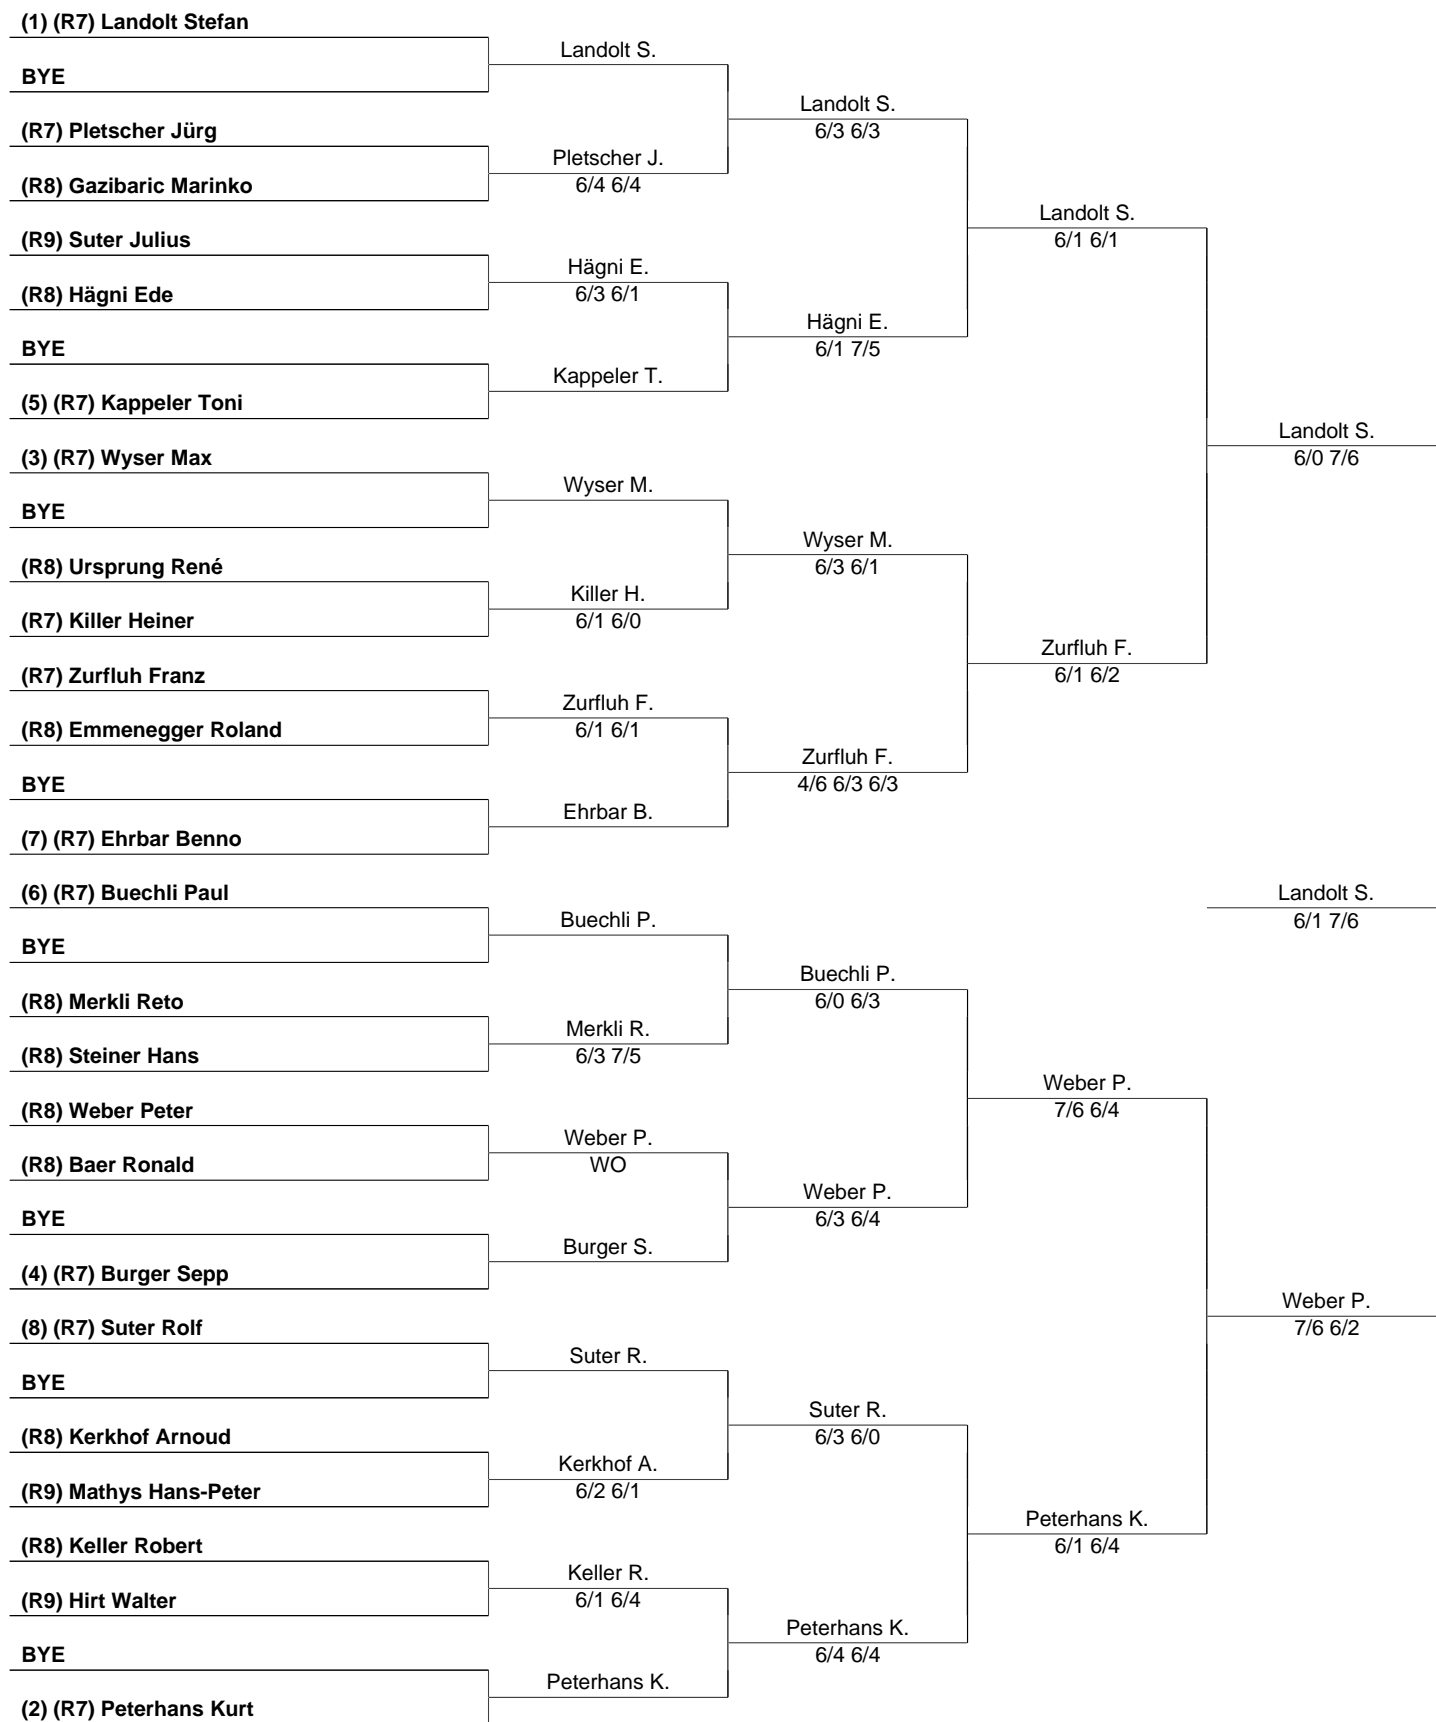 (1) (R7) Landolt Stefan
BYE
(R7) Pletscher Jürg
(R8) Gazibaric Marinko
(R9) Suter Julius
(R8) Hägni Ede
BYE
(5) (R7) Kappeler Toni
(3) (R7) Wyser Max
BYE
(R8) Ursprung René
(R7) Killer Heiner
(R7) Zurfluh Franz
(R8) Emmenegger Roland
BYE
(7) (R7) Ehrbar Benno
(6) (R7) Buechli Paul
BYE
(R8) Merkli Reto
(R8) Steiner Hans
(R8) Weber Peter
(R8) Baer Ronald
BYE
(4) (R7) Burger Sepp
(8) (R7) Suter Rolf
BYE
(R8) Kerkhof Arnoud
(R9) Mathys Hans-Peter
(R8) Keller Robert
(R9) Hirt Walter
BYE
(2) (R7) Peterhans Kurt
Landolt S.
Pletscher J.
6/4 6/4
Hägni E.
6/3 6/1
Kappeler T.
Wyser M.
Killer H.
6/1 6/0
Zurfluh F.
6/1 6/1
Ehrbar B.
Buechli P.
Merkli R.
6/3 7/5
Weber P.
WO
Burger S.
Suter R.
Kerkhof A.
6/2 6/1
Keller R.
6/1 6/4
Peterhans K.
Landolt S.
6/3 6/3
Hägni E.
6/1 7/5
Wyser M.
6/3 6/1
Zurfluh F.
4/6 6/3 6/3
Buechli P.
6/0 6/3
Weber P.
6/3 6/4
Suter R.
6/3 6/0
Peterhans K.
6/4 6/4
Landolt S.
6/1 6/1
Zurfluh F.
6/1 6/2
Weber P.
7/6 6/4
Peterhans K.
6/1 6/4
Landolt S.
6/0 7/6
Landolt S.
6/1 7/6
Weber P.
7/6 6/2